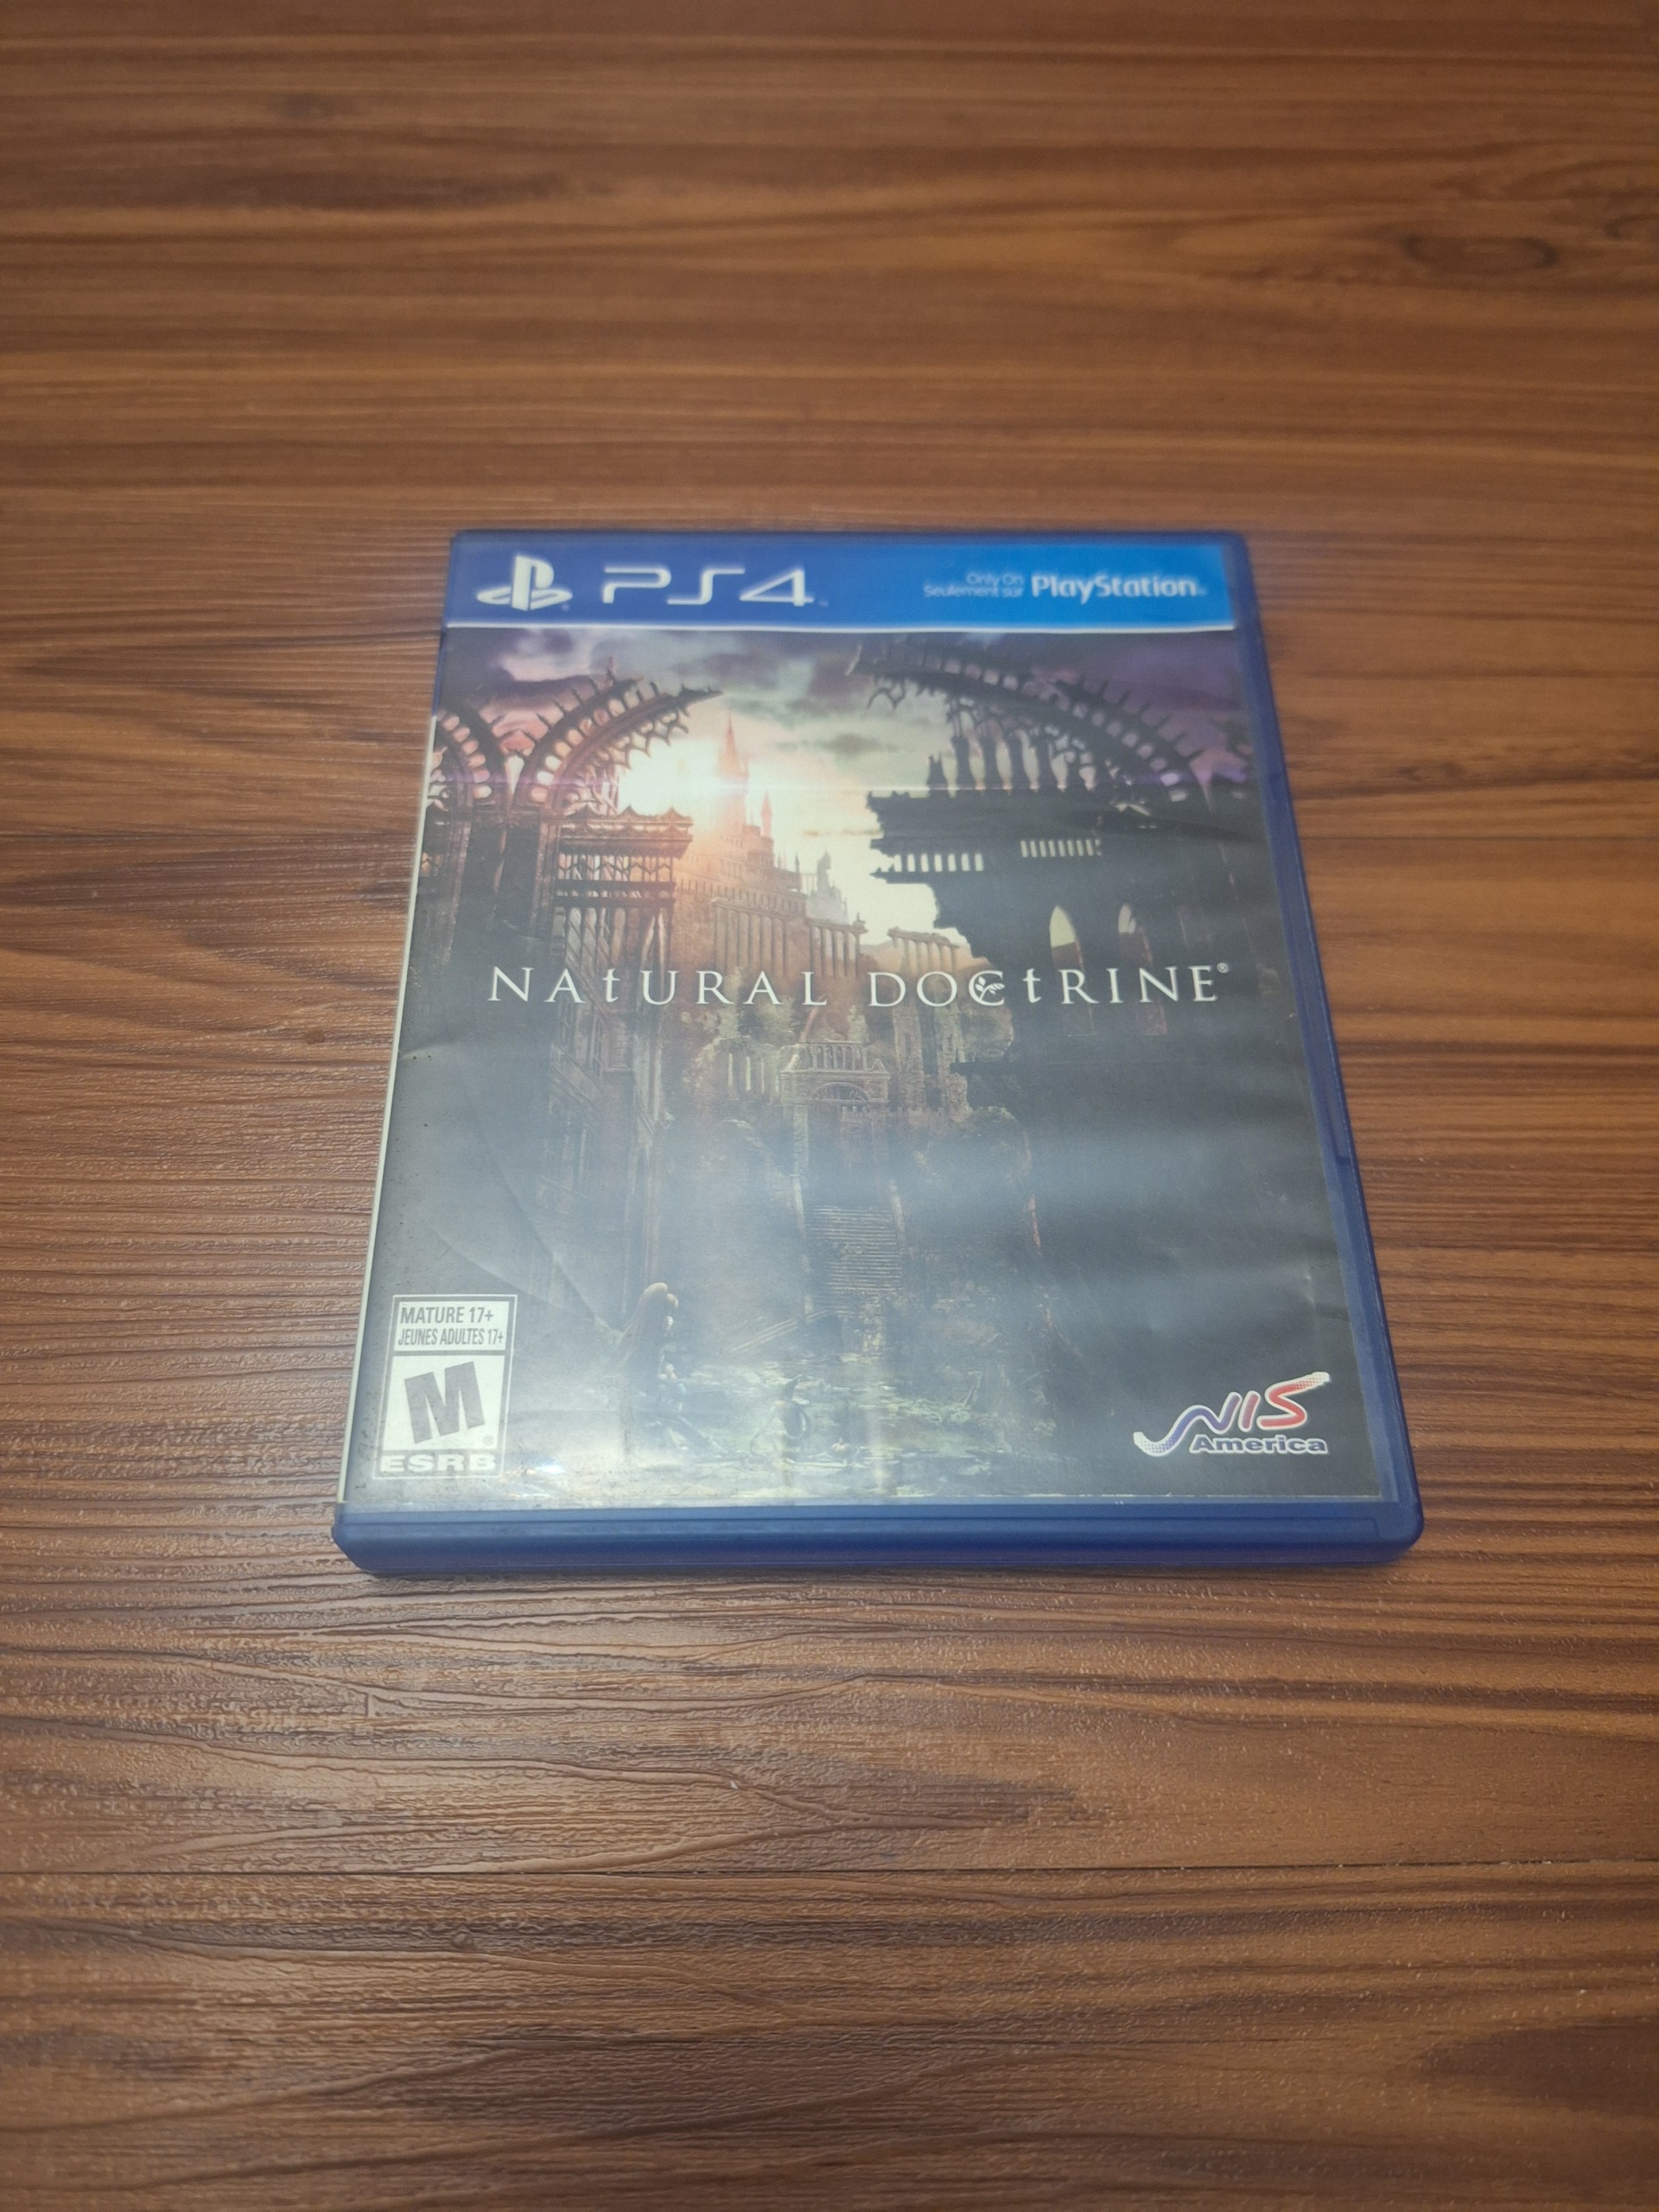 PS4
Only On
Seulement sur PlayStation
NAtURAL DOCtRINE®
MATURE 17+
JEUNES ADULTES 17+
M
ESRB
NIS
America